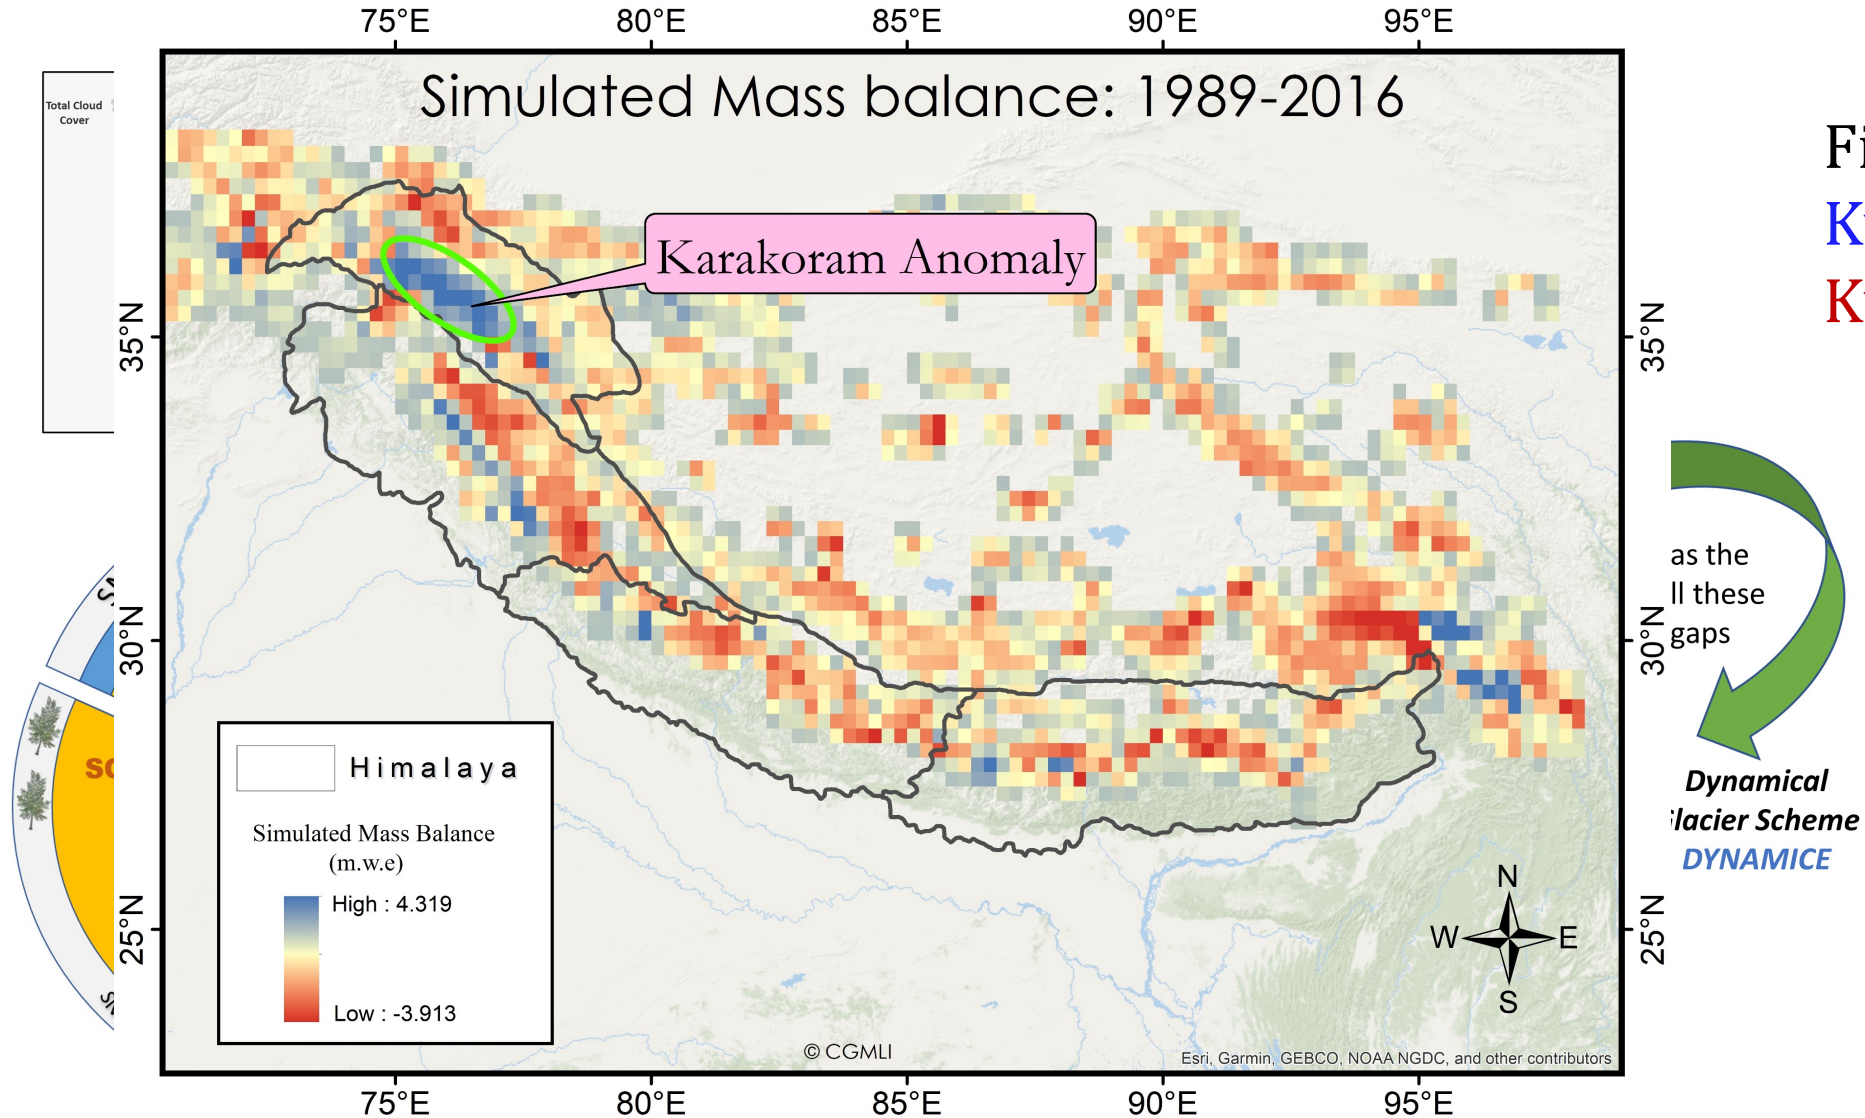 75°E 80°E 85°E 90°E 95°E
Simulated Mass balance: 1989-2016
Total Cloud
Cover
Karakoram Anomaly
35°N
35°N
30°N
30°N
25°N
25°N
Himalaya
Simulated Mass Balance
(m.w.e)
High : 4.319
Low : -3.913
© CGMLI
Esri, Garmin, GEBCO, NOAA NGDC, and other contributors
N
W E
S
75°E 80°E 85°E 90°E 95°E
as the
ll these
gaps
Dynamical
lacier Scheme
DYNAMICE